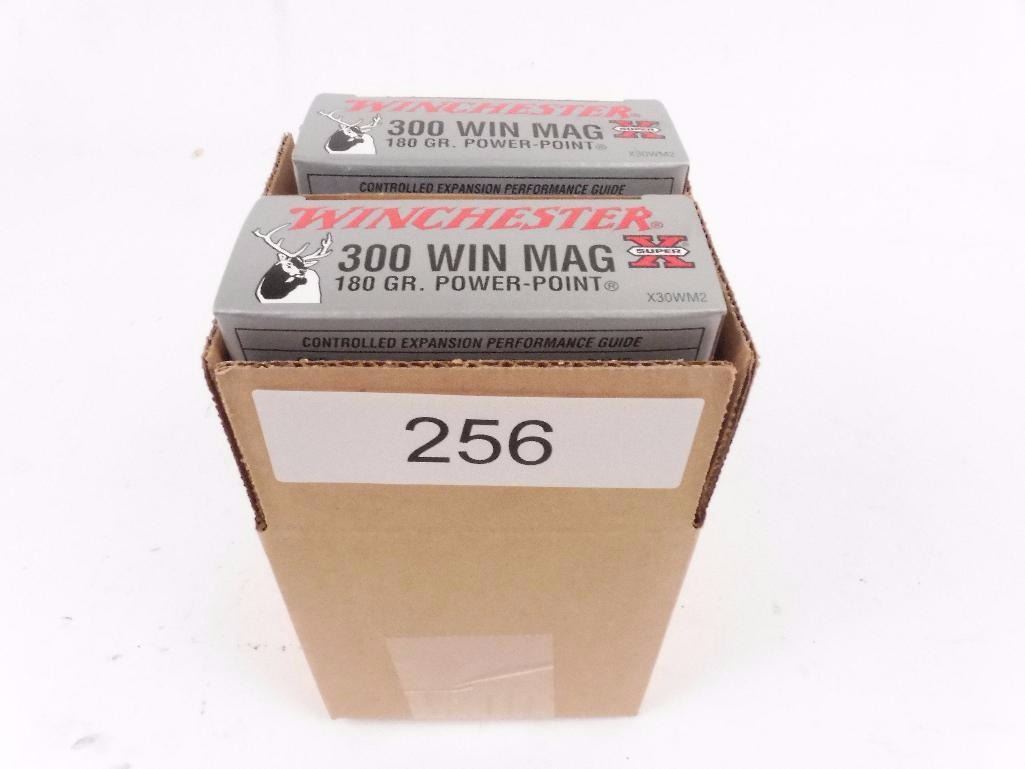 WINCHESTER®
300 WIN MAG
180 GR. POWER-POINT®
SUPER X
X30WM2
CONTROLLED EXPANSION PERFORMANCE GUIDE
WINCHESTER®
300 WIN MAG
180 GR. POWER-POINT®
SUPER X
X30WM2
CONTROLLED EXPANSION PERFORMANCE GUIDE
256